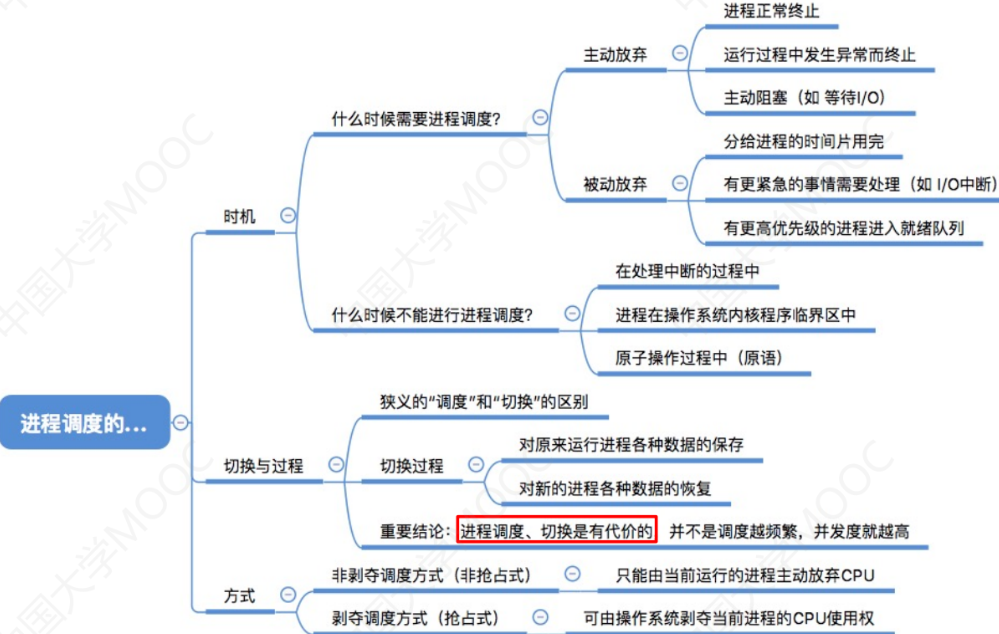 进程正常终止
主动放弃
运行过程中发生异常而终止
主动阻塞（如 等待I/O）
什么时候需要进程调度？
分给进程的时间片用完
被动放弃
有更紧急的事情需要处理（如 I/O中断）
有更高优先级的进程进入就绪队列
时机
在处理中断的过程中
什么时候不能进行进程调度？
进程在操作系统内核程序临界区中
原子操作过程中（原语）
进程调度的...
狭义的“调度”和“切换”的区别
切换与过程
切换过程
对原来运行进程各种数据的保存
对新的进程各种数据的恢复
重要结论：进程调度、切换是有代价的 并不是调度越频繁，并发度就越高
方式
非剥夺调度方式（非抢占式）
只能由当前运行的进程主动放弃CPU
剥夺调度方式（抢占式）
可由操作系统剥夺当前进程的CPU使用权
中国大学MOOC
中国大学MOOC
中国大学MOOC
中国大学MOOC
中国大学MOOC
中国大学MOOC